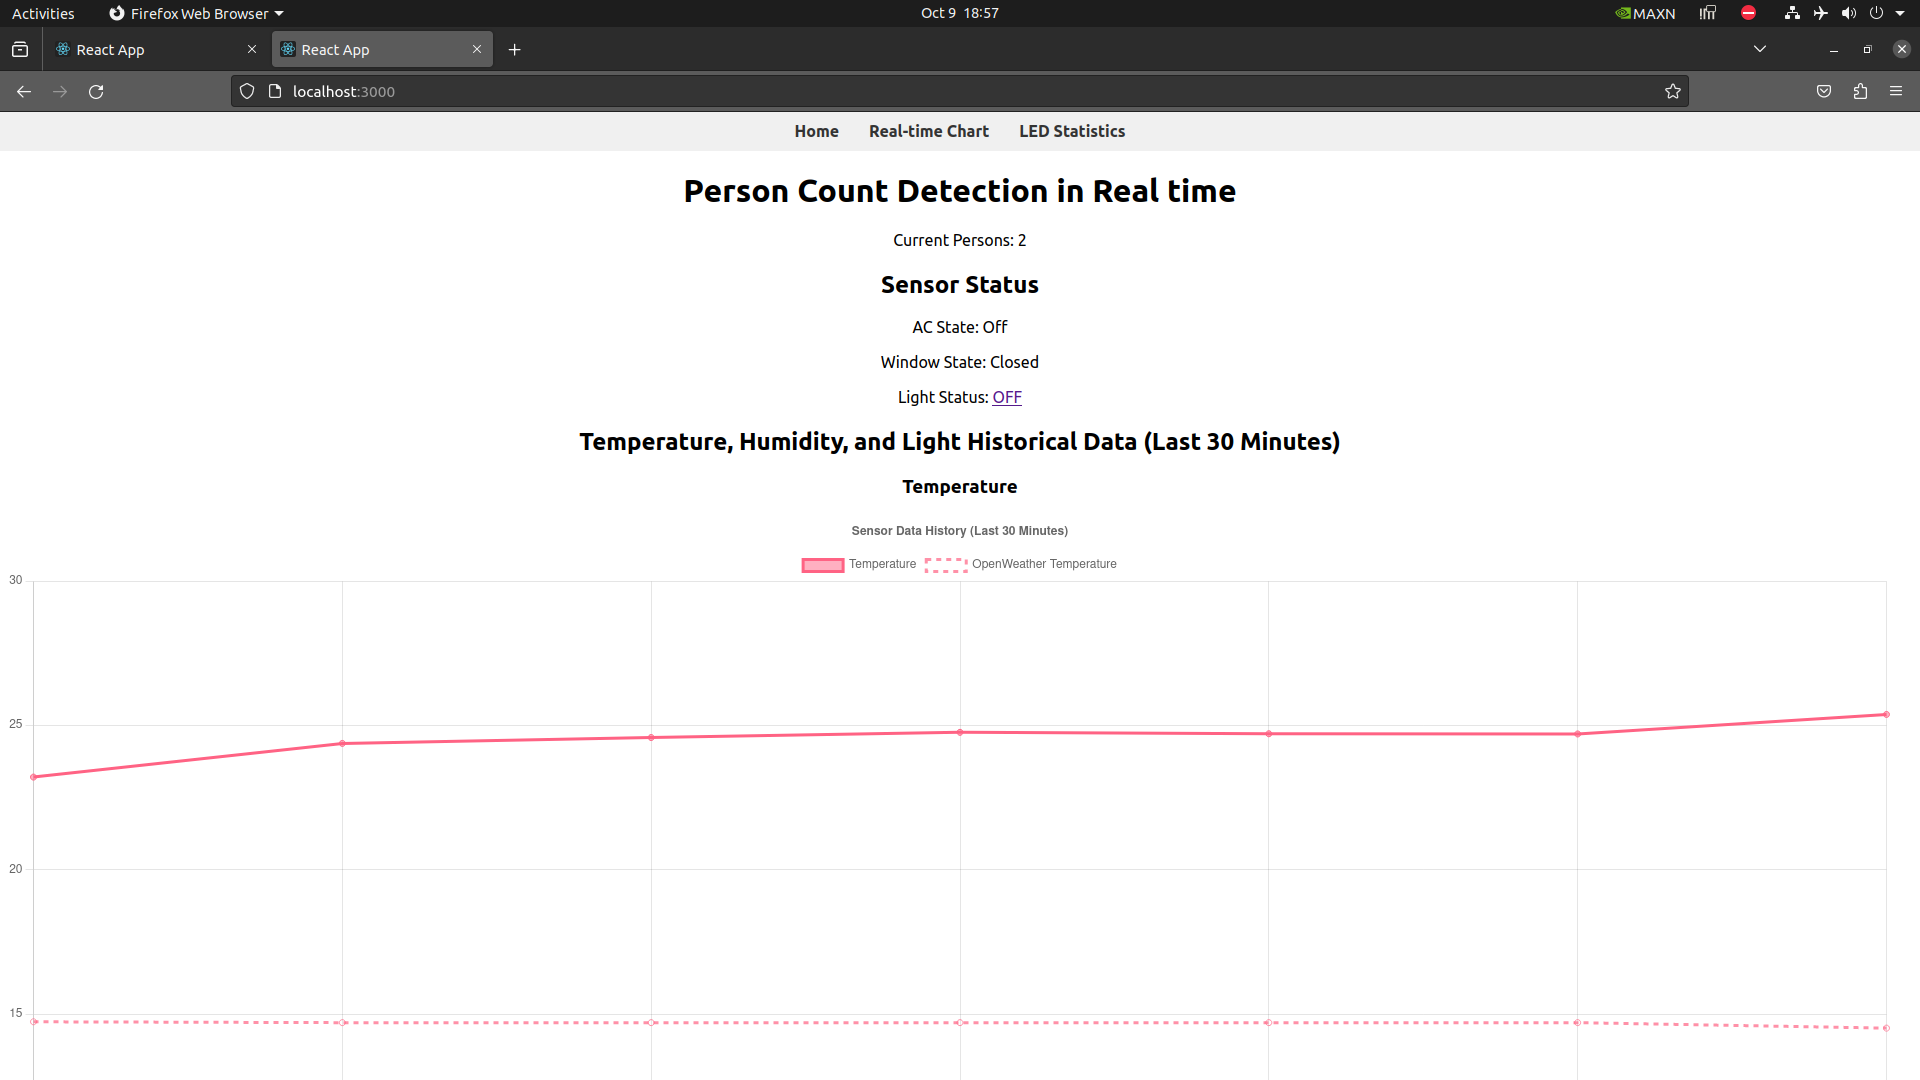 Activities Firefox Web Browser Oct 9 18:57 MAXN
React App React App
localhost:3000
Home Real-time Chart LED Statistics
Person Count Detection in Real time
Current Persons: 2
Sensor Status
AC State: Off
Window State: Closed
Light Status: OFF
Temperature, Humidity, and Light Historical Data (Last 30 Minutes)
Temperature
Sensor Data History (Last 30 Minutes)
Temperature OpenWeather Temperature
30
25
20
15